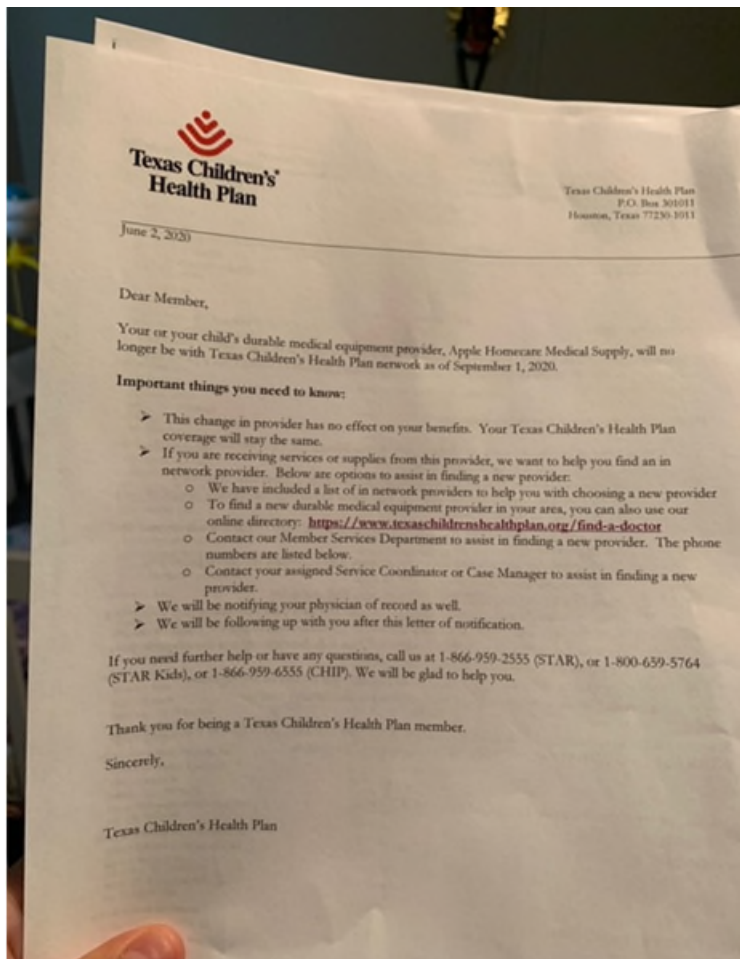 Texas Children's
Health Plan
Texas Children's Health Plan
P.O. Box 301011
Houston, Texas 77230-1011
June 2, 2020
Dear Member,
Your or your child's durable medical equipment provider, Apple Homecare Medical Supply, will no
longer be with Texas Children's Health Plan network as of September 1, 2020.
Important things you need to know:
➤ This change in provider has no effect on your benefits. Your Texas Children's Health Plan
coverage will stay the same.
➤ If you are receiving services or supplies from this provider, we want to help you find an in
network provider. Below are options to assist in finding a new provider:
○ We have included a list of in network providers to help you with choosing a new provider
○ To find a new durable medical equipment provider in your area, you can also use our
online directory: https://www.texaschildrenshealthplan.org/find-a-doctor
○ Contact our Member Services Department to assist in finding a new provider. The phone
numbers are listed below.
○ Contact your assigned Service Coordinator or Case Manager to assist in finding a new
provider.
➤ We will be notifying your physician of record as well.
➤ We will be following up with you after this letter of notification.
If you need further help or have any questions, call us at 1-866-959-2555 (STAR), or 1-800-659-5764
(STAR Kids), or 1-866-959-6555 (CHIP). We will be glad to help you.
Thank you for being a Texas Children's Health Plan member.
Sincerely,
Texas Children's Health Plan